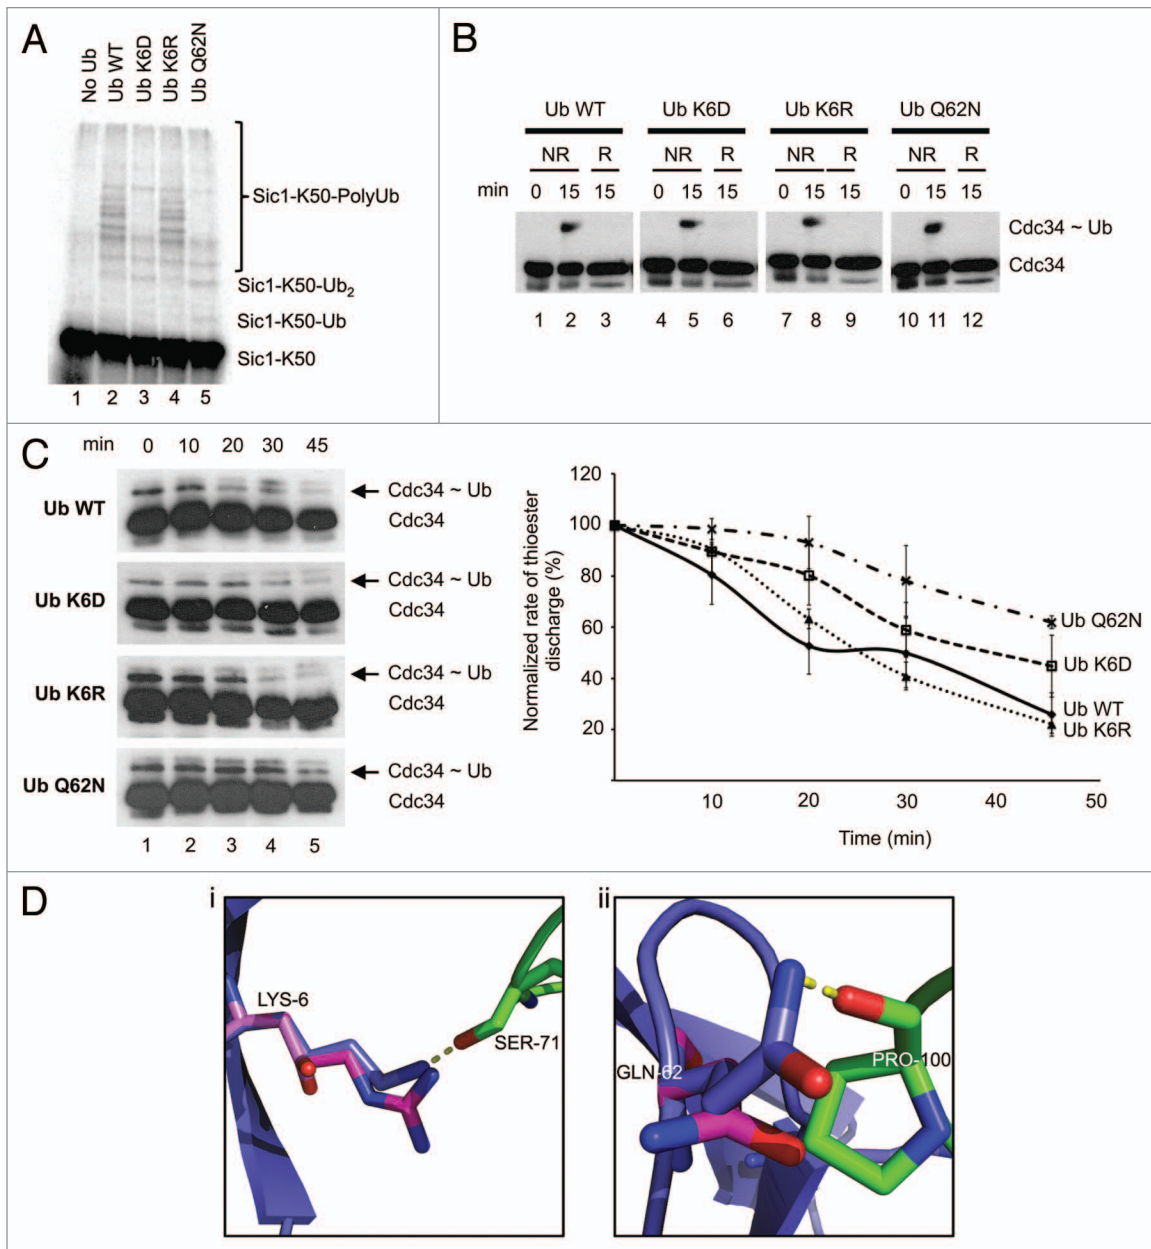 A
No Ub
Ub WT
Ub K6D
Ub K6R
Ub Q62N
Sic1-K50-PolyUb
Sic1-K50-Ub2
Sic1-K50-Ub
Sic1-K50
1 2 3 4 5
B
Ub WT Ub K6D Ub K6R Ub Q62N
NR R NR R NR R NR R
min 0 15 15 0 15 15 0 15 15 0 15 15
Cdc34 ~ Ub
Cdc34
1 2 3 4 5 6 7 8 9 10 11 12
C
min 0 10 20 30 45
Ub WT
Cdc34 ~ Ub
Cdc34
Ub K6D
Cdc34 ~ Ub
Cdc34
Ub K6R
Cdc34 ~ Ub
Cdc34
Ub Q62N
Cdc34 ~ Ub
Cdc34
1 2 3 4 5
Normalized rate of thioester
discharge (%)
120
100
80
60
40
20
Ub Q62N
Ub K6D
Ub WT
Ub K6R
10 20 30 40 50
Time (min)
D
i
LYS-6
SER-71
ii
GLN-62
PRO-100